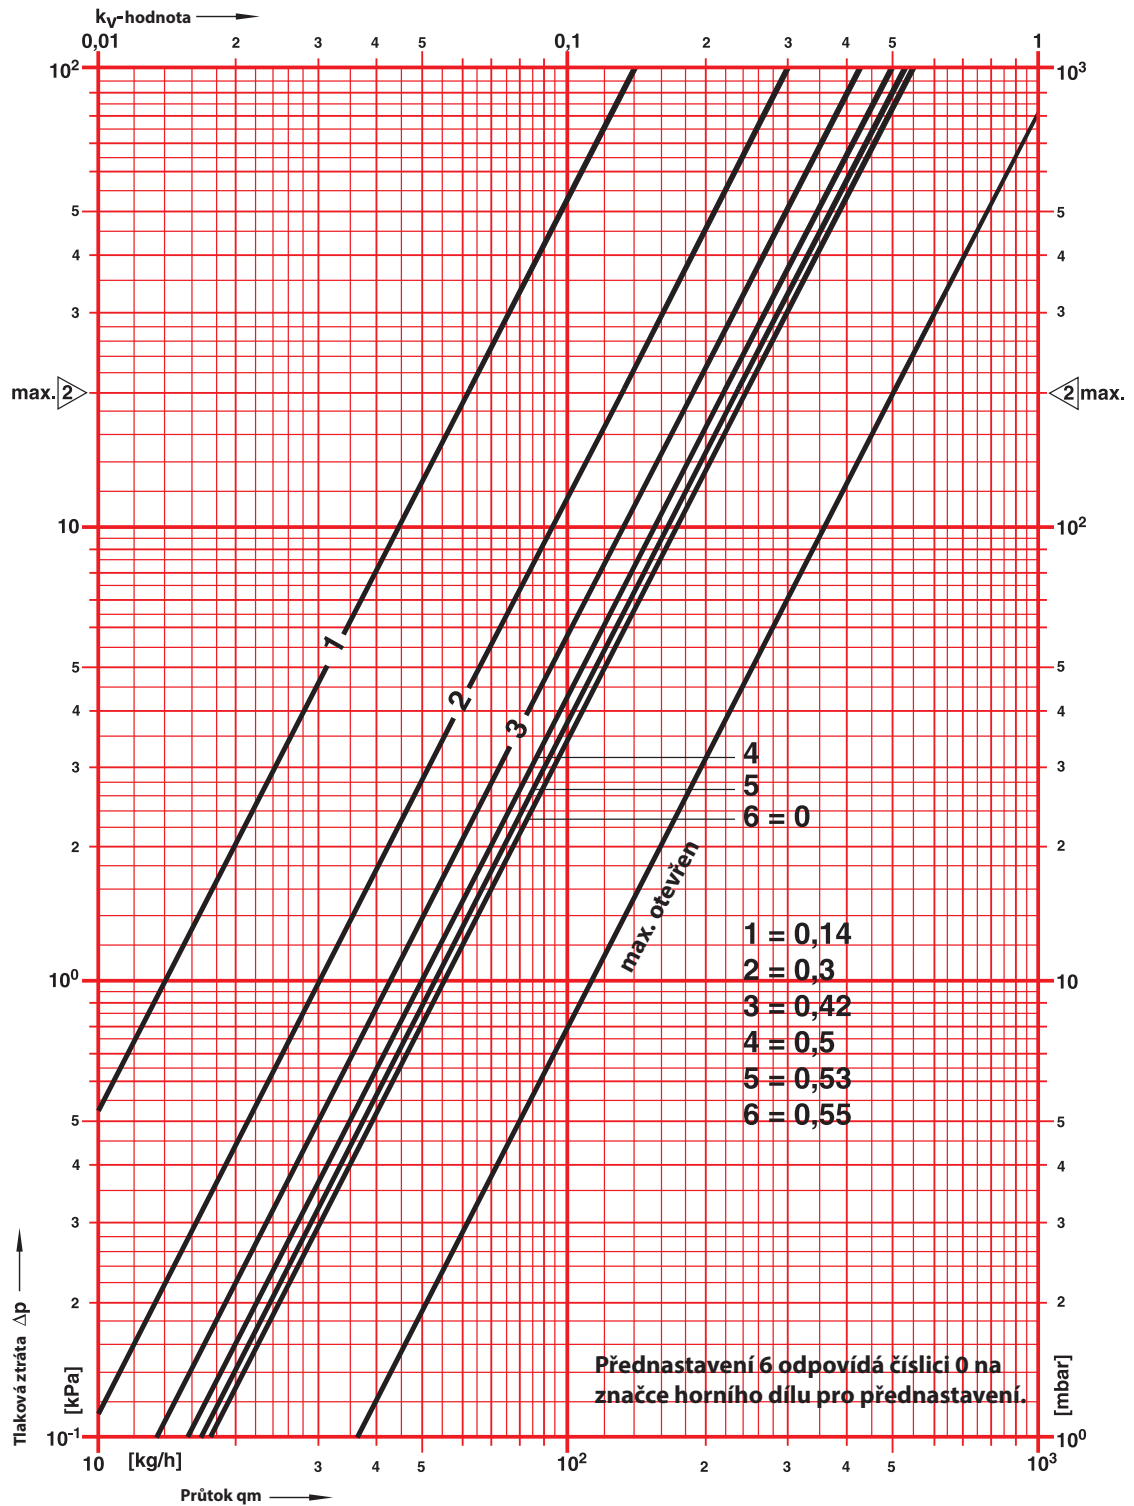 kv-hodnota
0,01 2 3 4 5 0,1 2 3 4 5 1
10² 10³
5 5
4 4
3 3
max. 2 2 max.
10 10²
1
5 5
2
4 4
3
4
3 3
5
6 = 0
2 2
max. otevřen
1 = 0,14
2 = 0,3
10⁰ 10
3 = 0,42
4 = 0,5
5 = 0,53
6 = 0,55
5 5
4 4
3 3
2 2
Tlaková ztráta Δp
[kPa]
[mbar]
Přednastavení 6 odpovídá číslici 0 na
značce horního dílu pro přednastavení.
10⁻¹ 10⁰
10 [kg/h] 3 4 5 10² 2 3 4 5 10³
Průtok qm